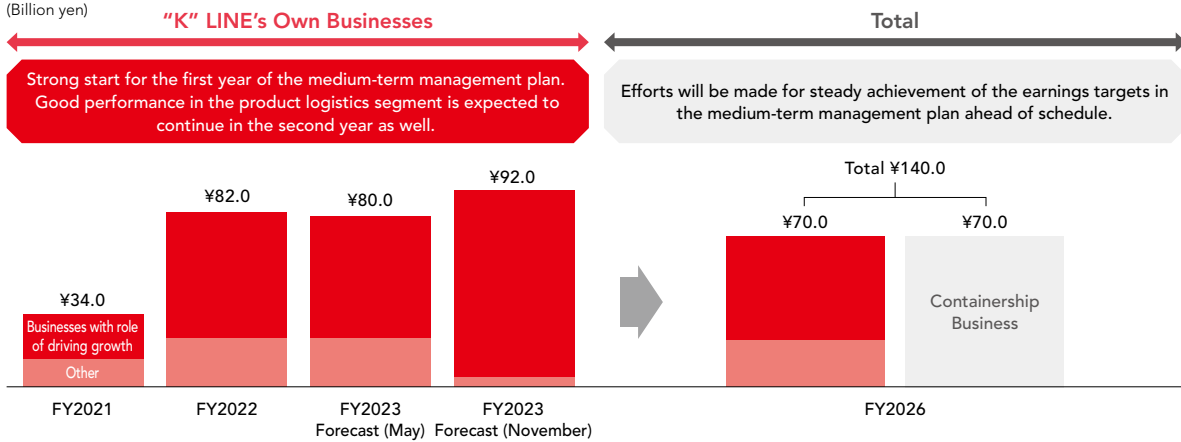 (Billion yen)
“K” LINE’s Own Businesses
Total
Strong start for the first year of the medium-term management plan.
Good performance in the product logistics segment is expected to
continue in the second year as well.
Efforts will be made for steady achievement of the earnings targets in
the medium-term management plan ahead of schedule.
¥34.0
Businesses with role
of driving growth
Other
¥82.0
¥80.0
¥92.0
Total ¥140.0
¥70.0
¥70.0
Containership
Business
FY2021
FY2022
FY2023
Forecast (May)
FY2023
Forecast (November)
FY2026